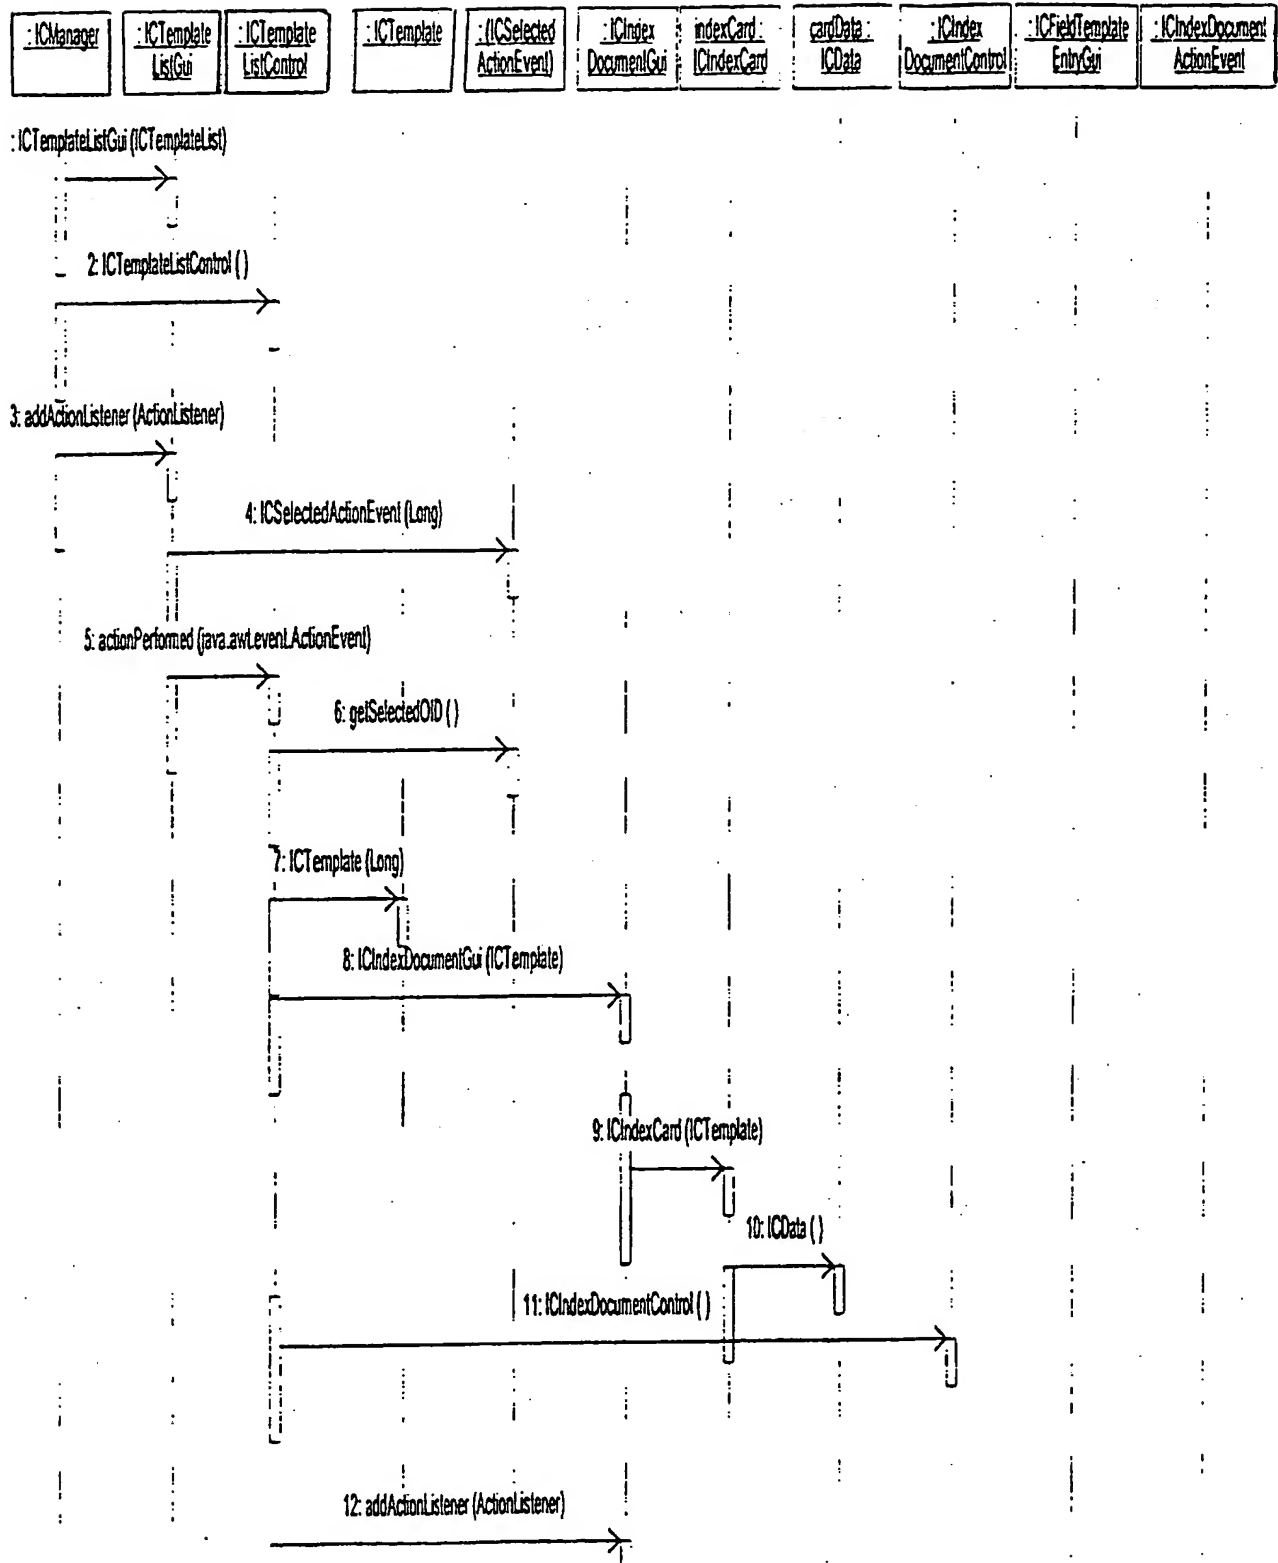 : ICManager
: ICTemplate
ListGui
: ICTemplate
ListControl
: ICTemplate
: (ICSelected
ActionEvent)
: ICIndex
DocumentGui
indexCard :
ICIndexCard
cardData :
ICData
: ICIndex
DocumentControl
: ICFieldTemplate
EntryGui
: ICIndexDocument
ActionEvent
: ICTemplateListGui (ICTemplateList)
2: ICTemplateListControl ( )
3: addActionListener (ActionListener)
4: ICSelectedActionEvent (Long)
5: actionPerformed (java.awt.event.ActionEvent)
6: getSelectedOID ( )
7: ICTemplate (Long)
8: ICIndexDocumentGui (ICTemplate)
9: ICIndexCard (ICTemplate)
10: ICData ( )
11: ICIndexDocumentControl ( )
12: addActionListener (ActionListener)